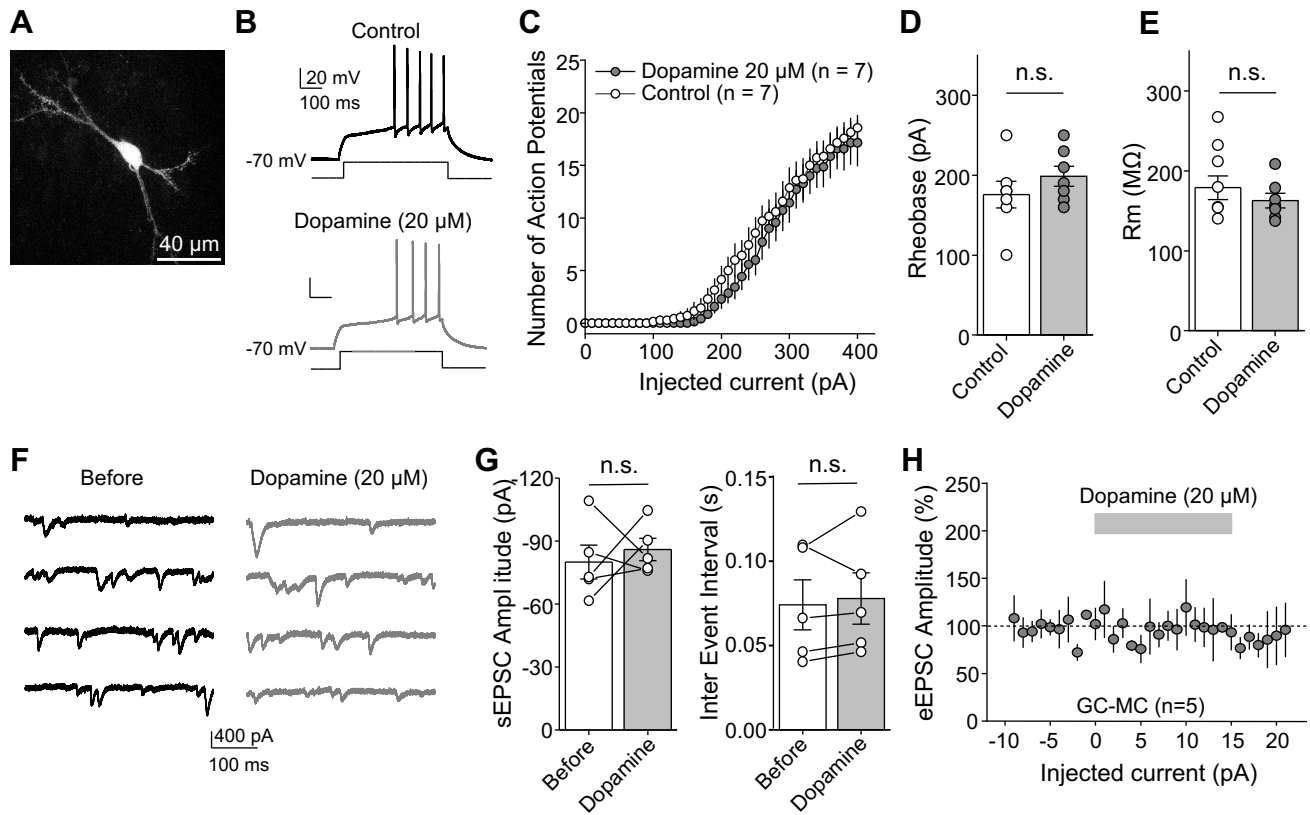 A
40 µm
B
Control
20 mV
100 ms
-70 mV
Dopamine (20 µM)
-70 mV
C
Number of Action Potentials
25
20
15
10
5
0
Dopamine 20 µM (n = 7)
Control (n = 7)
0
100
200
300
400
Injected current (pA)
D
Rheobase (pA)
300
200
100
0
n.s.
Control
Dopamine
E
Rm (MΩ)
300
200
100
0
n.s.
Control
Dopamine
F
Before
Dopamine (20 µM)
400 pA
100 ms
G
sEPSC Amplitude (pA)
-120
-90
-60
-30
0
n.s.
Before
Dopamine
Inter Event Interval (s)
0.15
0.10
0.05
0.00
n.s.
Before
Dopamine
H
eEPSC Amplitude (%)
250
200
150
100
50
0
Dopamine (20 µM)
GC-MC (n=5)
-10
-5
0
5
10
15
20
Injected current (pA)